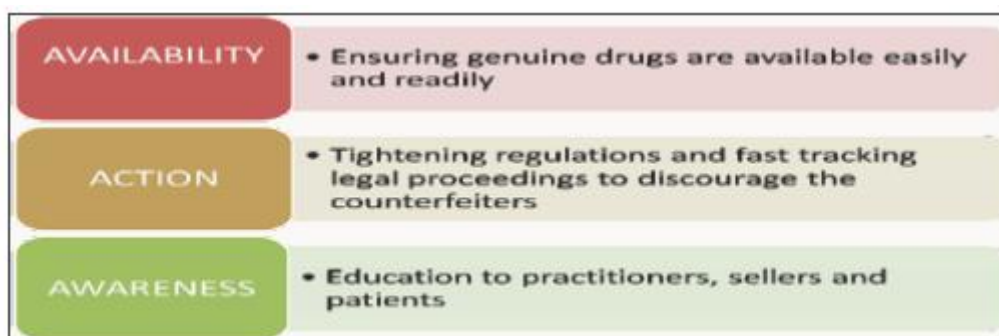 AVAILABILITY
• Ensuring genuine drugs are available easily
and readily
ACTION
• Tightening regulations and fast tracking
legal proceedings to discourage the
counterfeiters
AWARENESS
• Education to practitioners, sellers and
patients